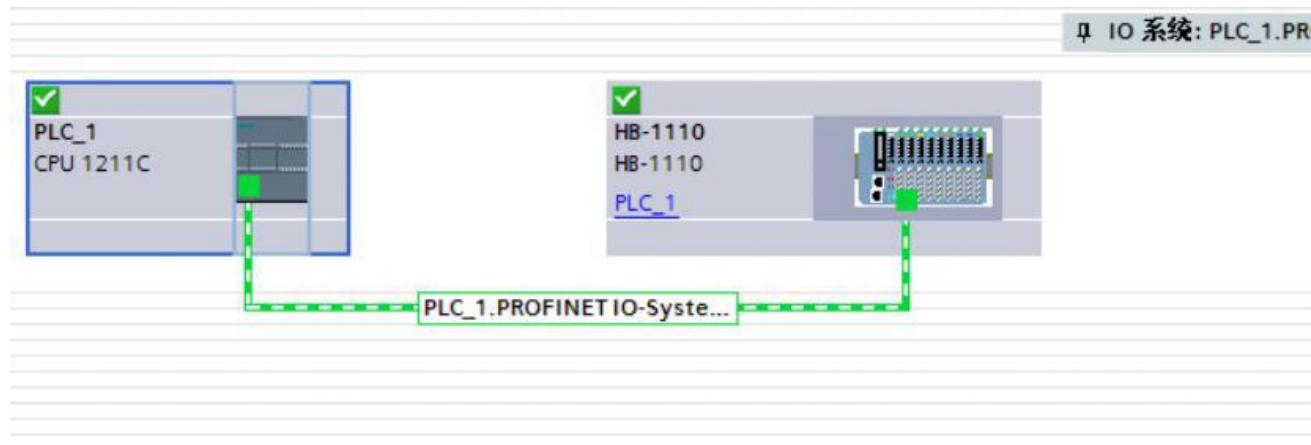 IO 系统: PLC_1.PR
PLC_1
CPU 1211C
HB-1110
HB-1110
PLC_1
PLC_1.PROFINET IO-Syste...